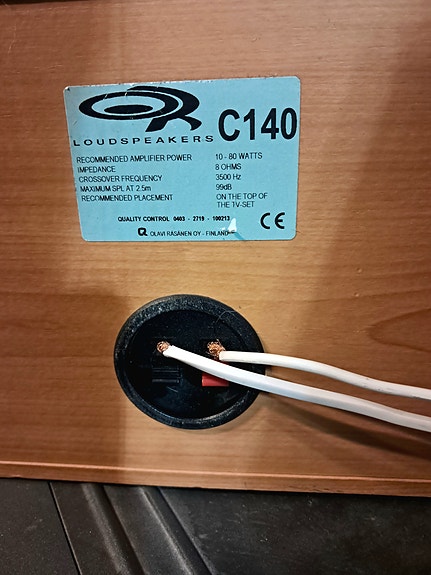 OR
LOUDSPEAKERS C140
RECOMMENDED AMPLIFIER POWER 10 - 80 WATTS
IMPEDANCE 8 OHMS
CROSSOVER FREQUENCY 3500 Hz
MAXIMUM SPL AT 2.5m 99dB
RECOMMENDED PLACEMENT ON THE TOP OF
THE TV-SET
QUALITY CONTROL 0403 - 2719 - 100213
CE
OLAVI RÄSÄNEN OY - FINLAND